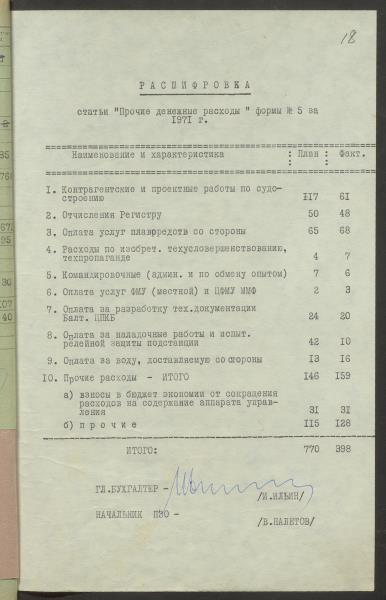 18
РАСШИФРОВКА
статьи "Прочие денежные расходы " формы № 5 за
1971 г.
Наименование и характеристика : План : Факт.
1. Контрагентские и проектные работы по судо-
строению 117 61
2. Отчисления Регистру 50 48
3. Оплата услуг плавсредств со стороны 65 68
4. Расходы по изобрет. техусловершенствованию,
техпропаганде 4 7
5. Командировочные (админ. и по обмену опытом) 7 6
6. Оплата услуг ФМУ (местной) и ЦФМУ ММФ 2 3
7. Оплата за разработку тех.документации
Балт. ЦПКБ 24 20
8. Оплата за наладочные работы и испыт.
релейной защиты подстанции 42 10
9. Оплата за воду, доставляемую со стороны 13 16
10. Прочие расходы - ИТОГО 146 159
а) взносы в бюджет экономии от сокращения
расходов на содержание аппарата управ-
ления 31 31
б) прочие 115 128
ИТОГО: 770 398
ГЛ.БУХГАЛТЕР -
/И.ИЛЬИН/
НАЧАЛЬНИК ПЭО -
/В.НАЛЕТОВ/